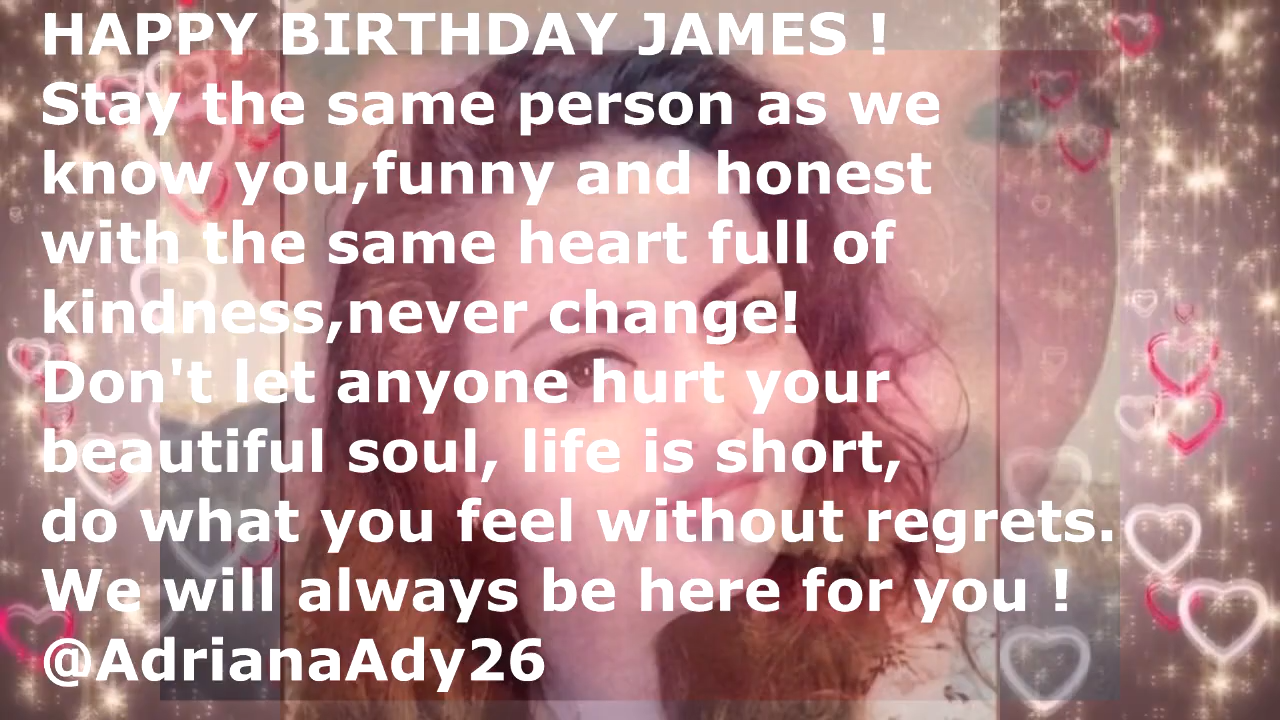 HAPPY BIRTHDAY JAMES !
Stay the same person as we
know you,funny and honest
with the same heart full of
kindness,never change!
Don't let anyone hurt your
beautiful soul, life is short,
do what you feel without regrets.
We will always be here for you !
@AdrianaAdy26